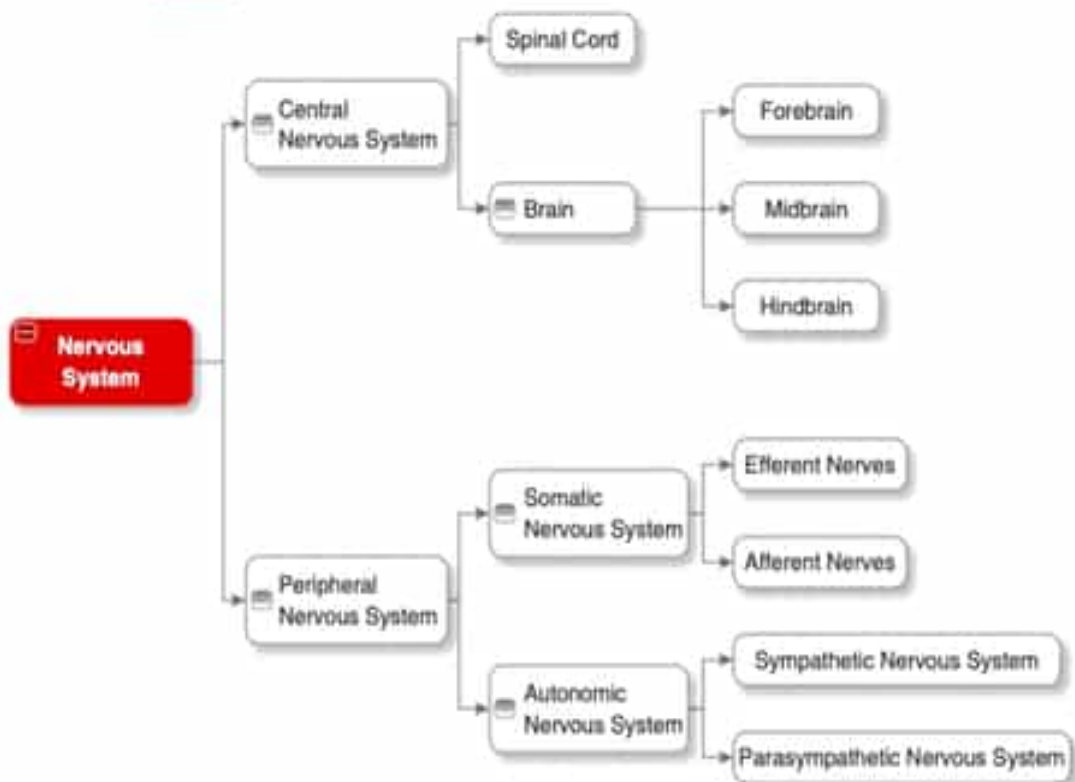 Nervous
System
Central
Nervous System
Spinal Cord
Brain
Forebrain
Midbrain
Hindbrain
Peripheral
Nervous System
Somatic
Nervous System
Efferent Nerves
Afferent Nerves
Autonomic
Nervous System
Sympathetic Nervous System
Parasympathetic Nervous System